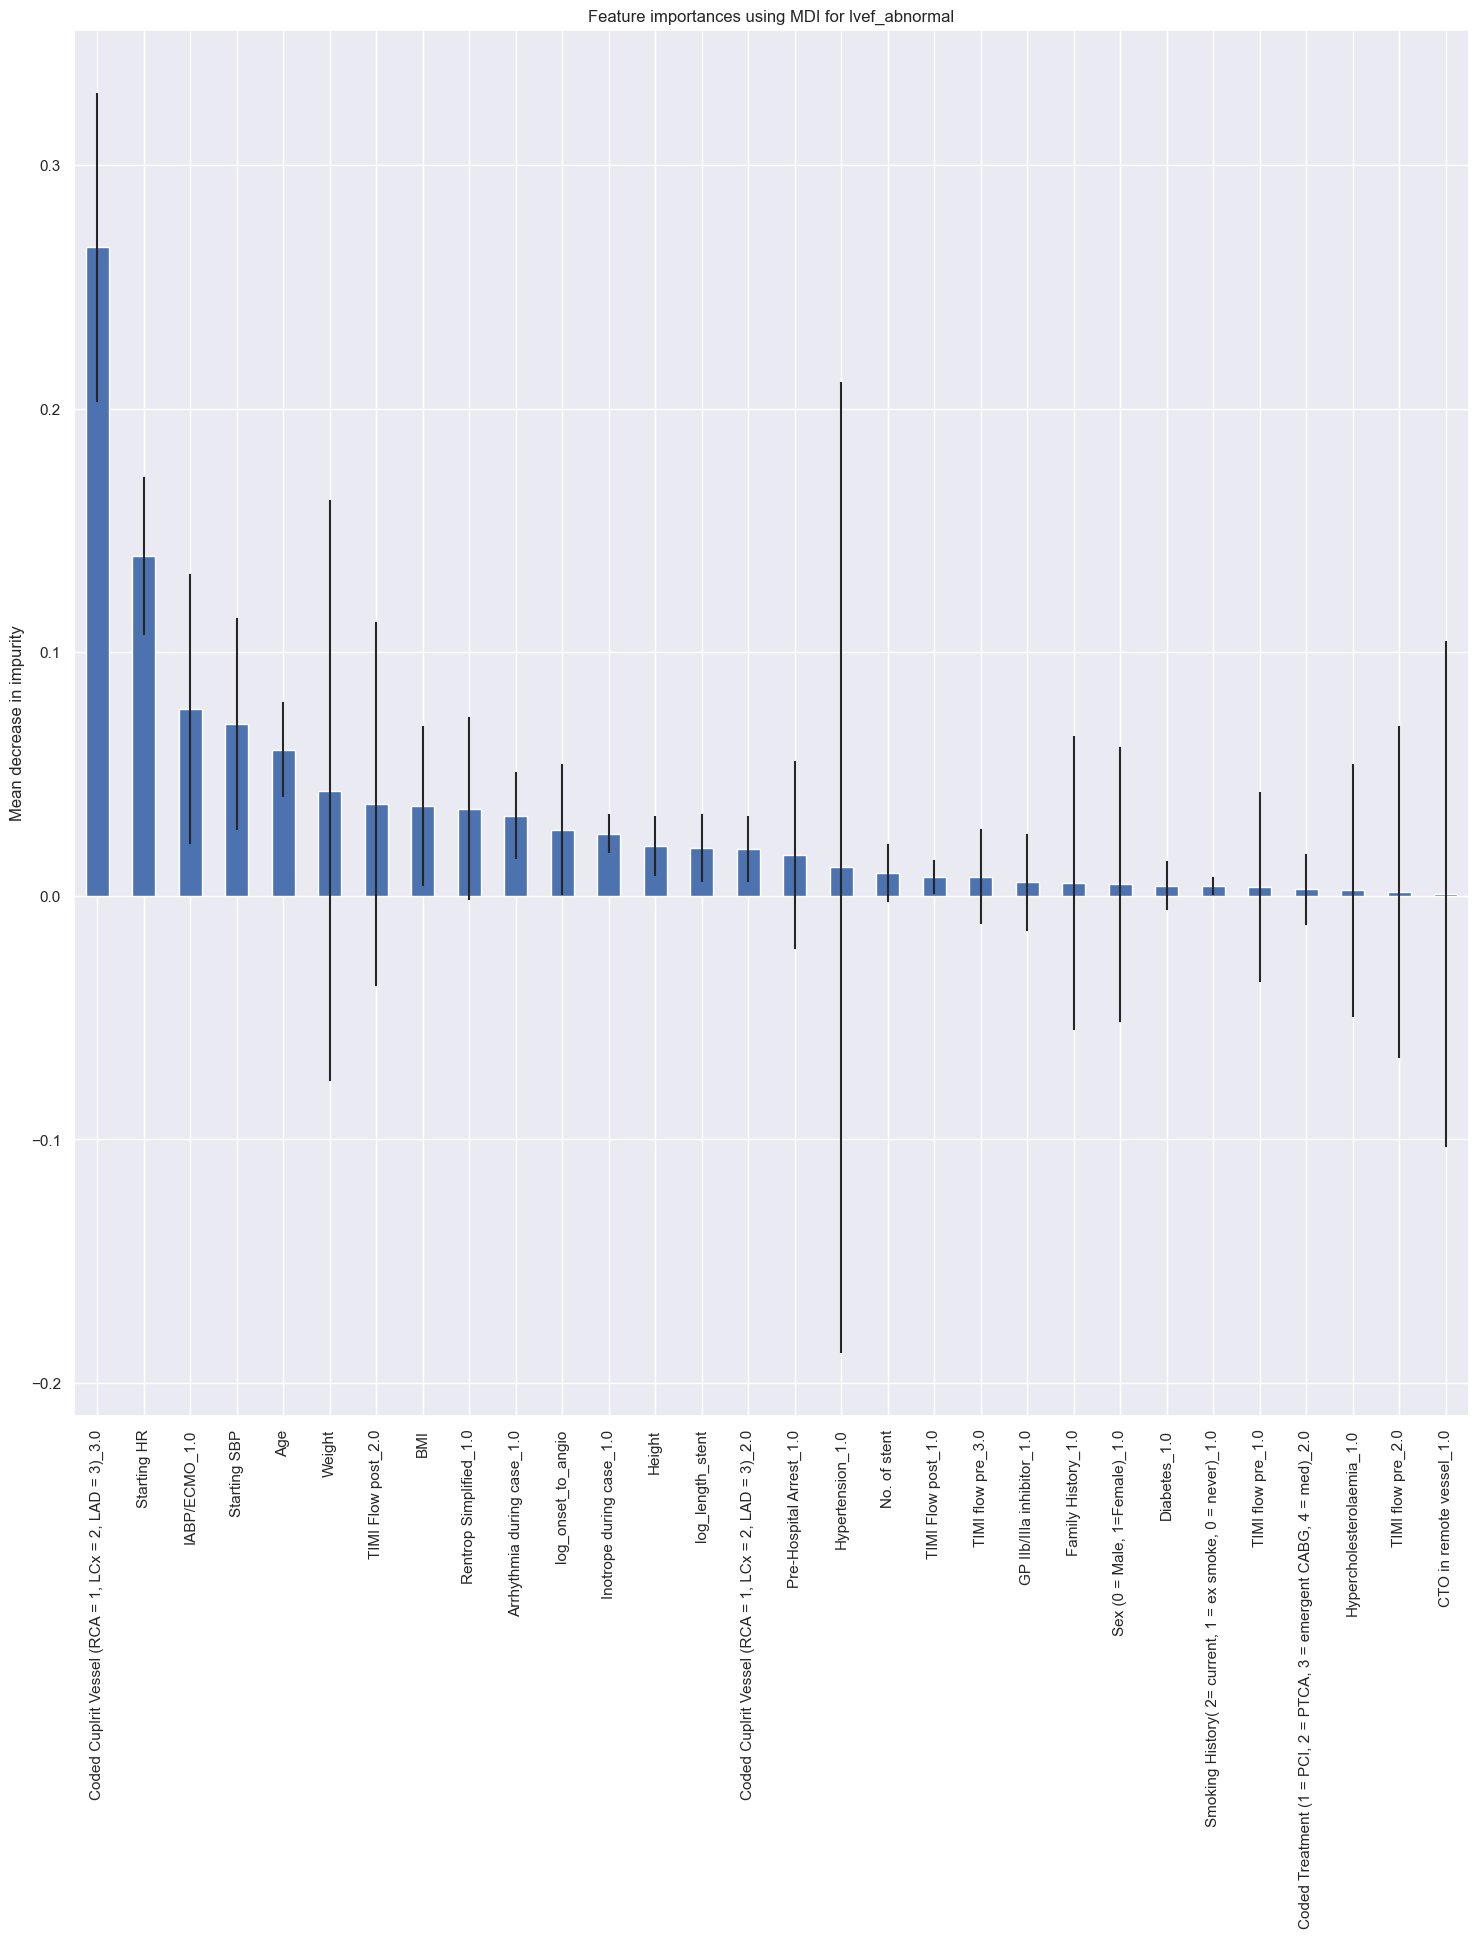 Feature importances using MDI for lvef_abnormal
Mean decrease in impurity
0.3
0.2
0.1
0.0
−0.1
−0.2
Coded Cuplrit Vessel (RCA = 1, LCx = 2, LAD = 3)_3.0
Starting HR
IABP/ECMO_1.0
Starting SBP
Age
Weight
TIMI Flow post_2.0
BMI
Rentrop Simplified_1.0
Arrhythmia during case_1.0
log_onset_to_angio
Inotrope during case_1.0
Height
log_length_stent
Coded Cuplrit Vessel (RCA = 1, LCx = 2, LAD = 3)_2.0
Pre-Hospital Arrest_1.0
Hypertension_1.0
No. of stent
TIMI Flow post_1.0
TIMI flow pre_3.0
GP IIb/IIIa inhibitor_1.0
Family History_1.0
Sex (0 = Male, 1=Female)_1.0
Diabetes_1.0
Smoking History( 2= current, 1 = ex smoke, 0 = never)_1.0
TIMI flow pre_1.0
Coded Treatment (1 = PCI, 2 = PTCA, 3 = emergent CABG, 4 = med)_2.0
Hypercholesterolaemia_1.0
TIMI flow pre_2.0
CTO in remote vessel_1.0